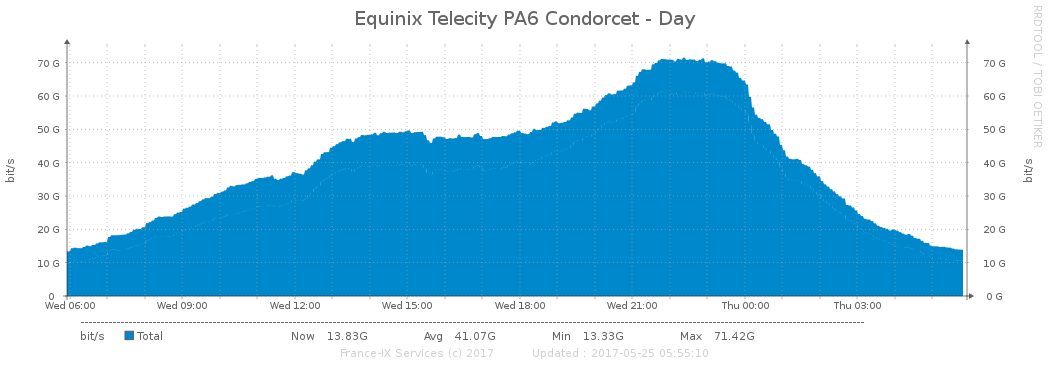 Equinix Telecity PA6 Condorcet - Day
RRDTOOL / TOBI OETIKER
70 G 70 G
60 G 60 G
50 G 50 G
40 G 40 G
30 G 30 G
20 G 20 G
10 G 10 G
0 0 G
bit/s bit/s
Wed 06:00 Wed 09:00 Wed 12:00 Wed 15:00 Wed 18:00 Wed 21:00 Thu 00:00 Thu 03:00
bit/s Total Now 13.83G Avg 41.07G Min 13.33G Max 71.42G
France-IX Services (c) 2017 Updated : 2017-05-25 05:55:10